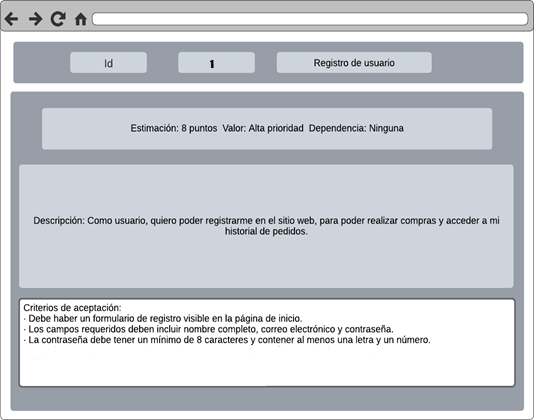 Id
1
Registro de usuario
Estimación: 8 puntos Valor: Alta prioridad Dependencia: Ninguna
Descripción: Como usuario, quiero poder registrarme en el sitio web, para poder realizar compras y acceder a mi
historial de pedidos.
Criterios de aceptación:
· Debe haber un formulario de registro visible en la página de inicio.
· Los campos requeridos deben incluir nombre completo, correo electrónico y contraseña.
· La contraseña debe tener un mínimo de 8 caracteres y contener al menos una letra y un número.